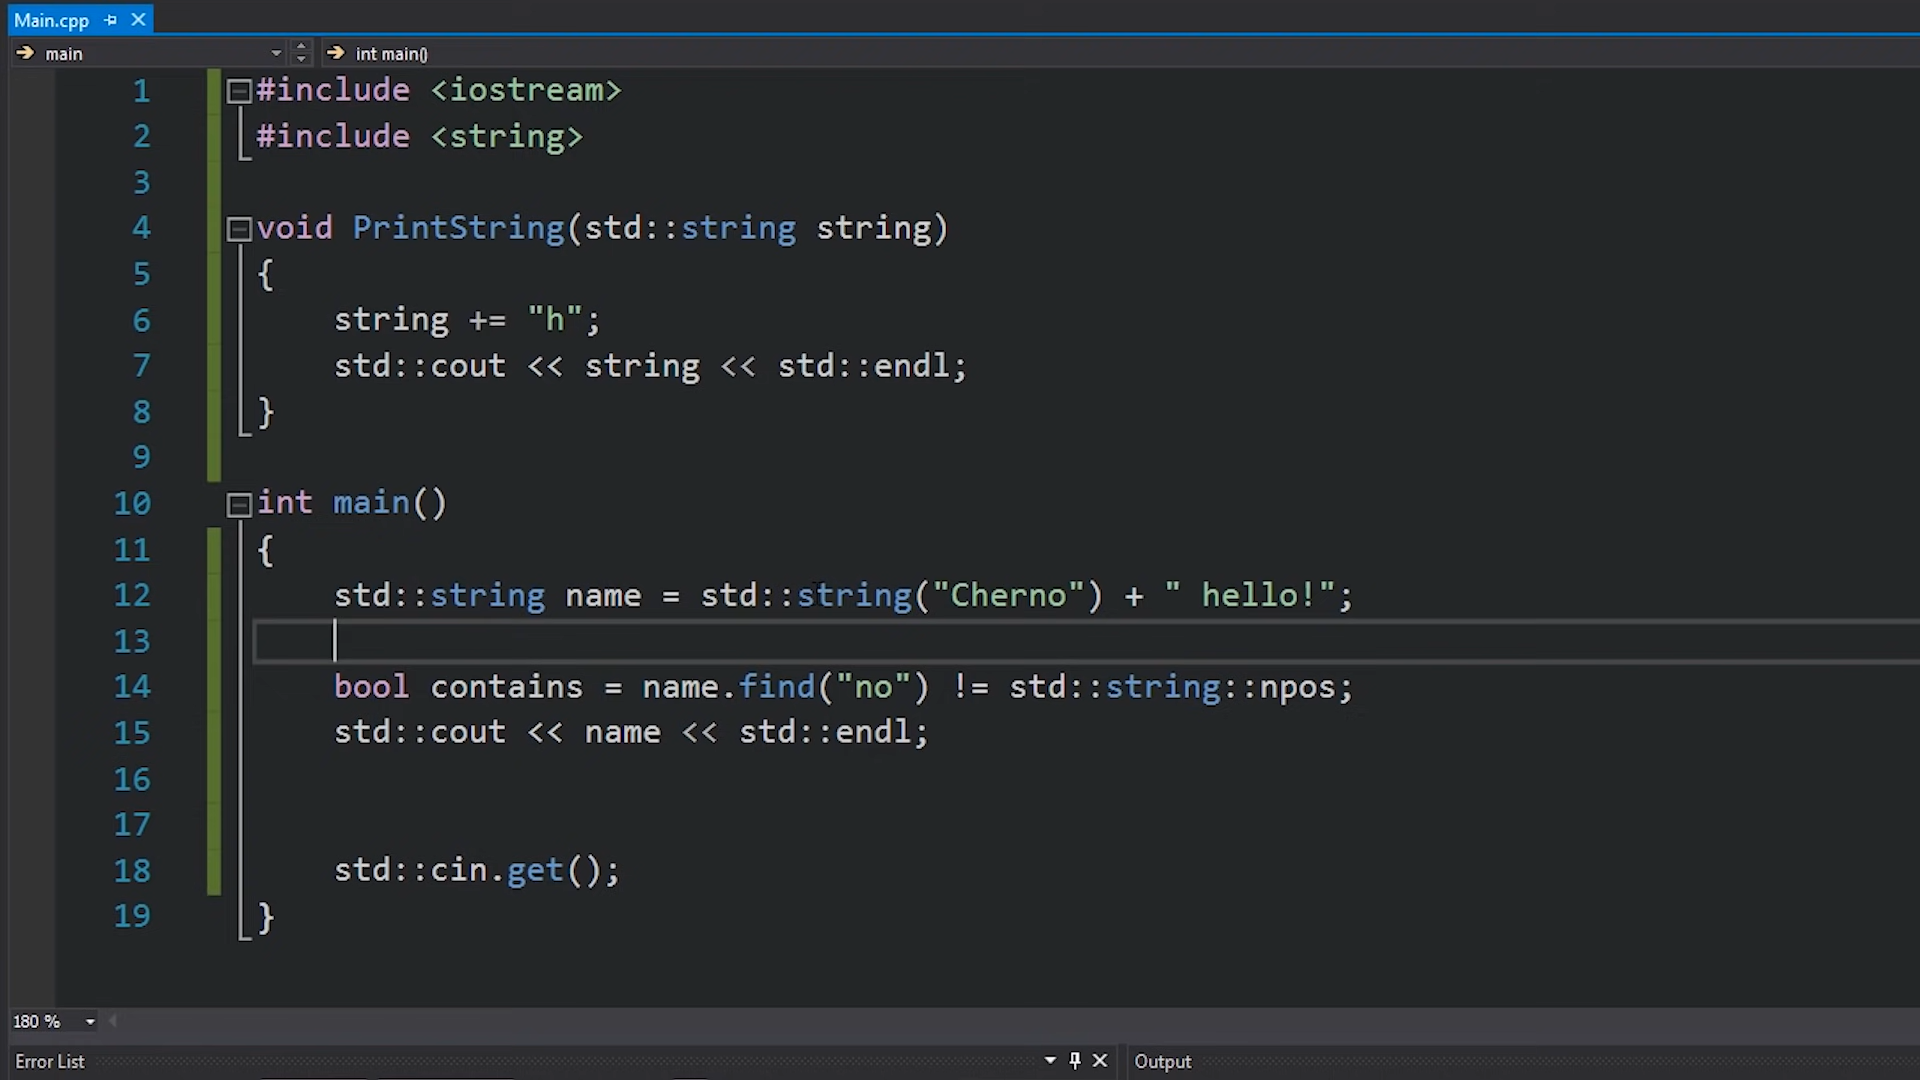 Main.cpp
main int main()
1 #include <iostream>
2 #include <string>
3
4 void PrintString(std::string string)
5 {
6 string += "h";
7 std::cout << string << std::endl;
8 }
9
10 int main()
11 {
12 std::string name = std::string("Cherno") + " hello!";
13
14 bool contains = name.find("no") != std::string::npos;
15 std::cout << name << std::endl;
16
17
18 std::cin.get();
19 }
180 %
Error List Output